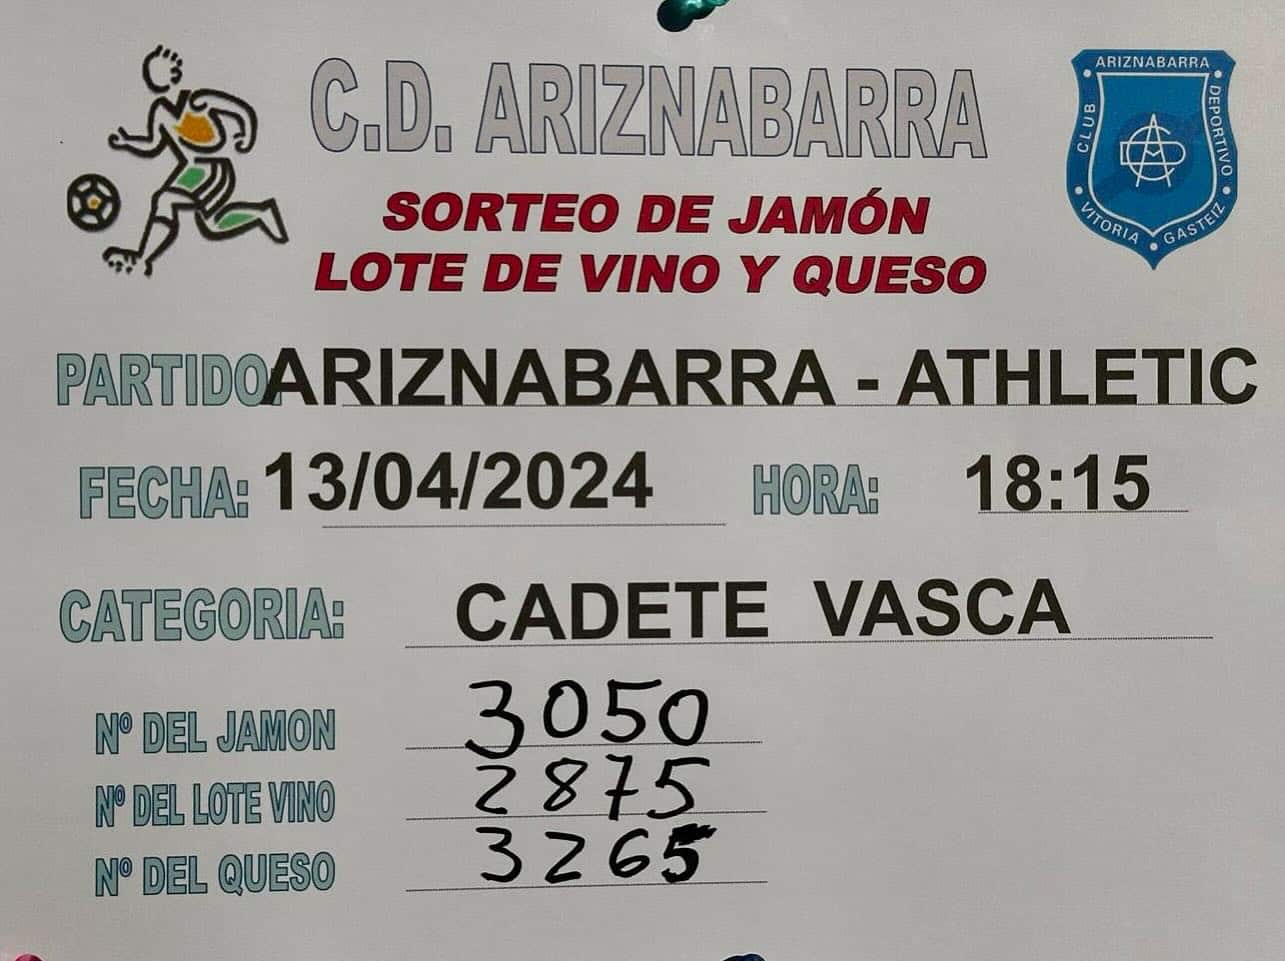 C.D. ARIZNABARRA
ARIZNABARRA
CLUB
DEPORTIVO
VITORIA
GASTEIZ
SORTEO DE JAMÓN
LOTE DE VINO Y QUESO
PARTIDO: ARIZNABARRA - ATHLETIC
FECHA: 13/04/2024 HORA: 18:15
CATEGORIA: CADETE VASCA
Nº DEL JAMON 3050
Nº DEL LOTE VINO 2875
Nº DEL QUESO 3265